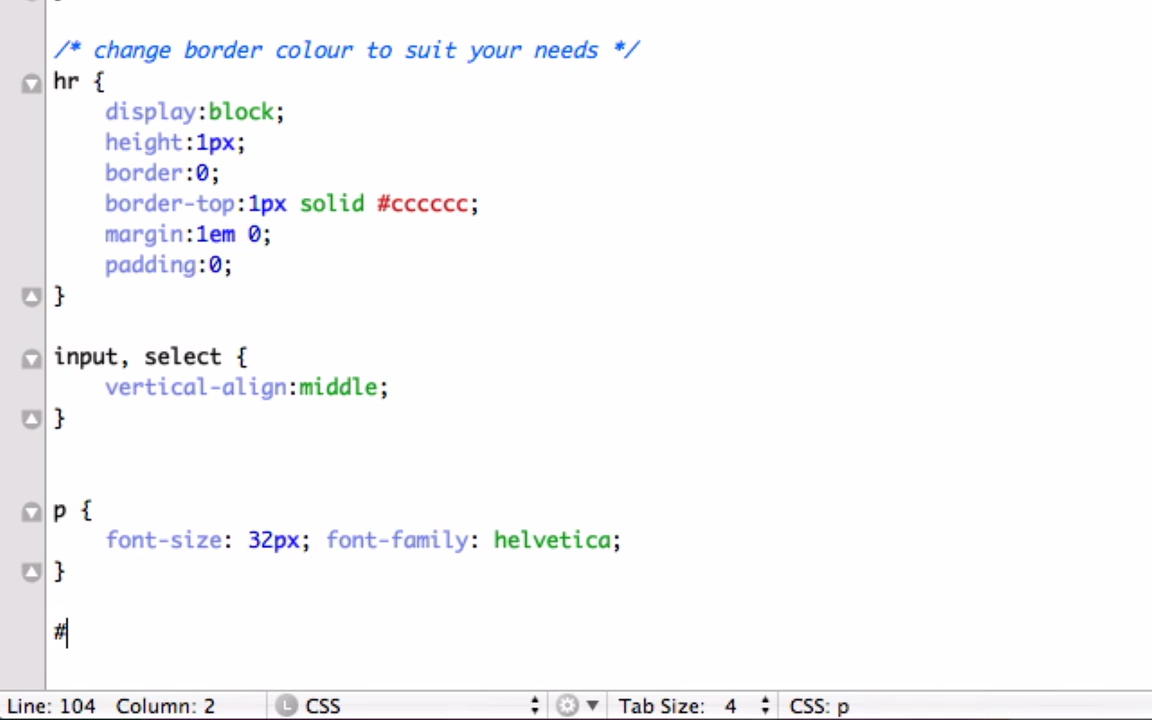 /* change border colour to suit your needs */
hr {
display:block;
height:1px;
border:0;
border-top:1px solid #cccccc;
margin:1em 0;
padding:0;
}
input, select {
vertical-align:middle;
}
p {
font-size: 32px; font-family: helvetica;
}
#
Line: 104 Column: 2 L CSS Tab Size: 4 CSS: p